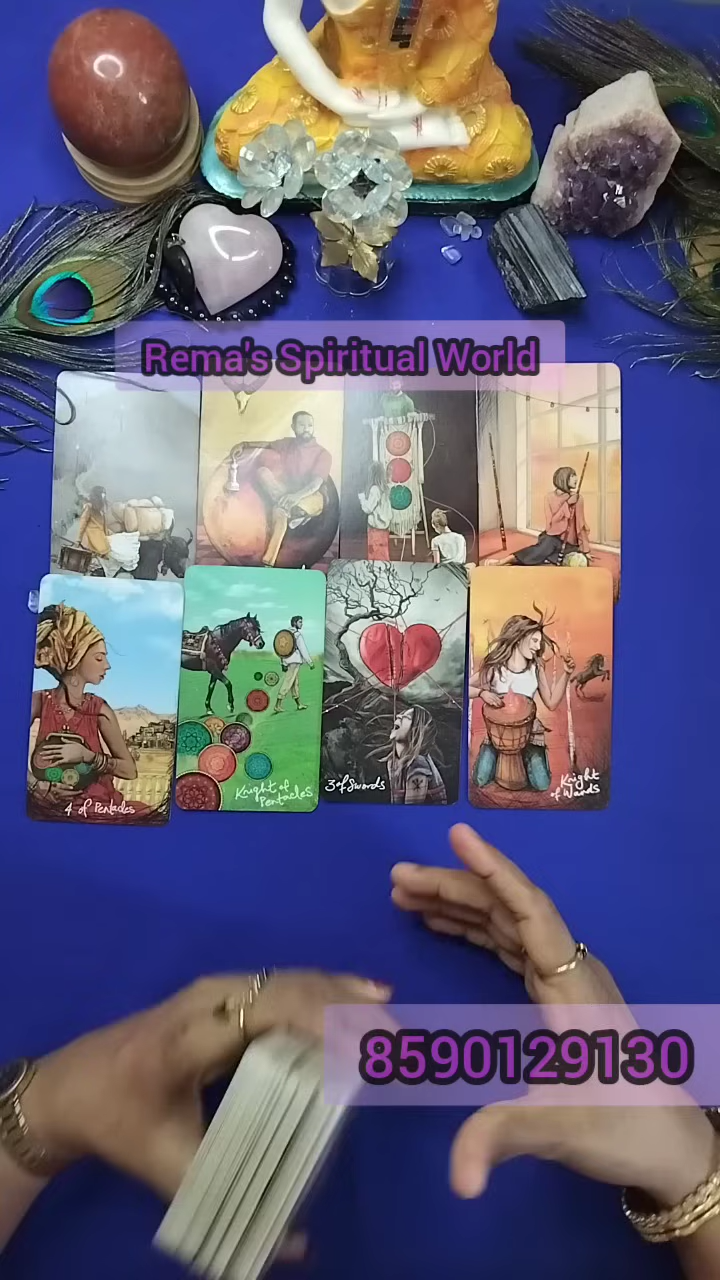 Rema's Spiritual World
4 of Pentacles
Knight of
Pentacles
3 of Swords
Knight
of Wands
8590129130